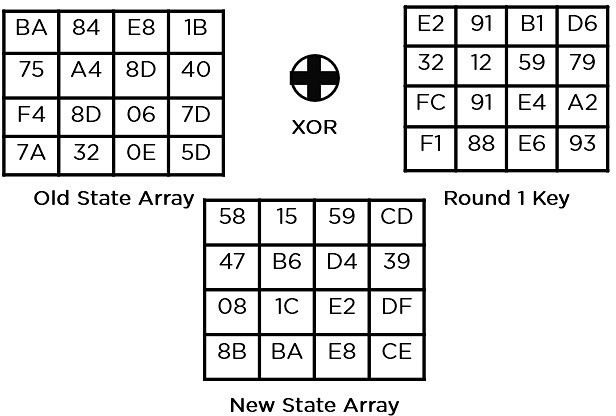 BA 84 E8 1B
75 A4 8D 40
F4 8D 06 7D
7A 32 0E 5D
Old State Array
XOR
E2 91 B1 D6
32 12 59 79
FC 91 E4 A2
F1 88 E6 93
Round 1 Key
58 15 59 CD
47 B6 D4 39
08 1C E2 DF
8B BA E8 CE
New State Array